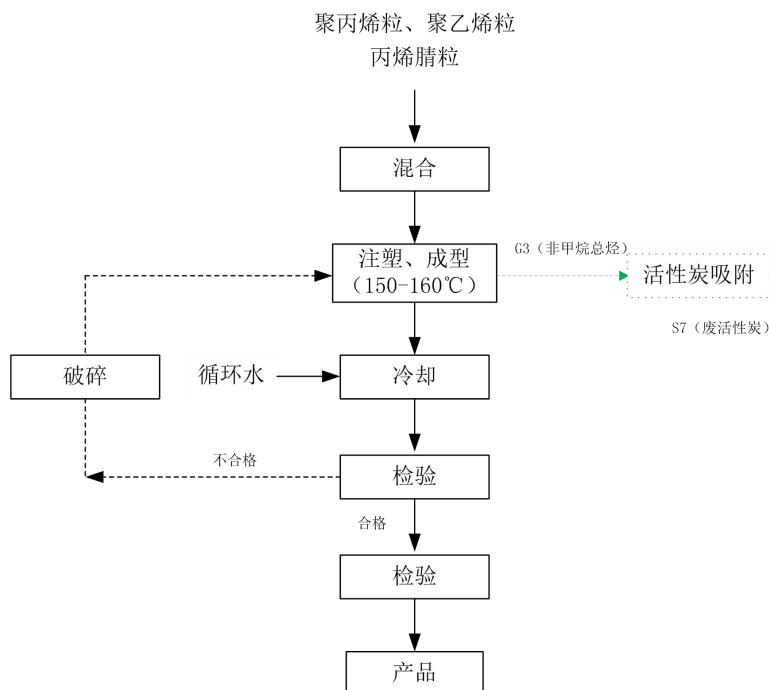 聚丙烯粒、聚乙烯粒
丙烯腈粒
混合
G3（非甲烷总烃）
注塑、成型
（150-160℃）
活性炭吸附
S7（废活性炭）
破碎
循环水
冷却
不合格
检验
合格
检验
产品